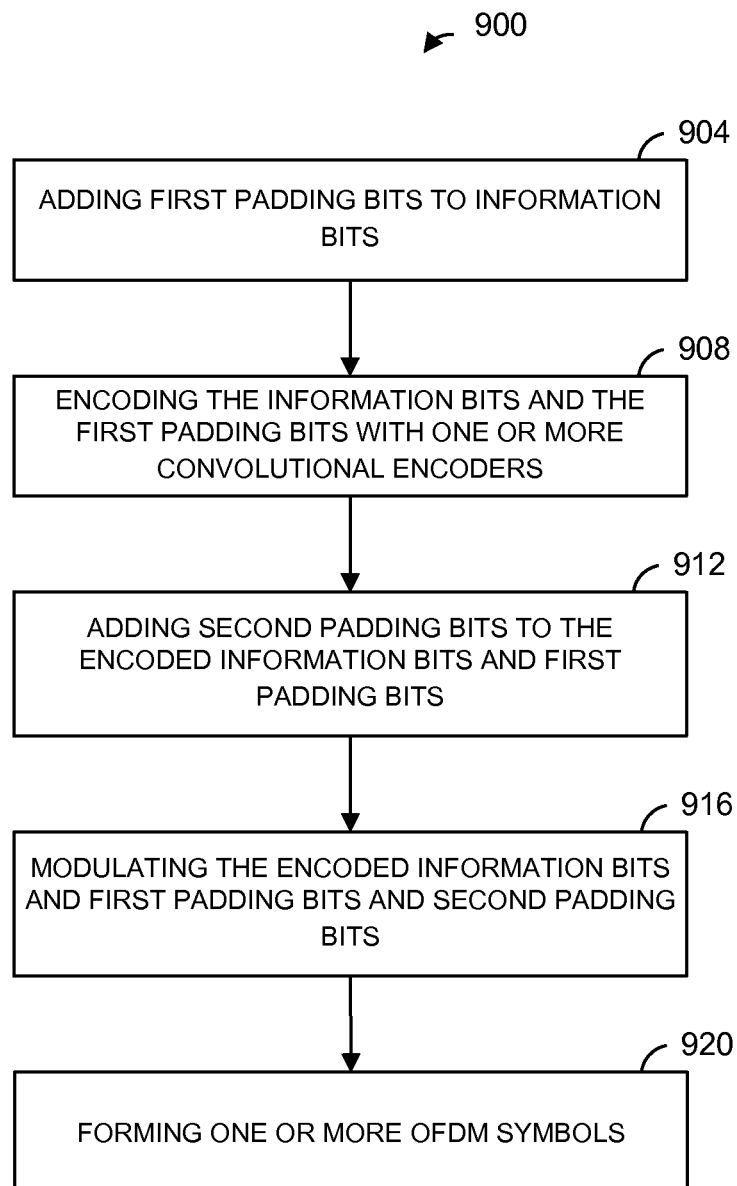 900
904
ADDING FIRST PADDING BITS TO INFORMATION
BITS
908
ENCODING THE INFORMATION BITS AND THE
FIRST PADDING BITS WITH ONE OR MORE
CONVOLUTIONAL ENCODERS
912
ADDING SECOND PADDING BITS TO THE
ENCODED INFORMATION BITS AND FIRST
PADDING BITS
916
MODULATING THE ENCODED INFORMATION BITS
AND FIRST PADDING BITS AND SECOND PADDING
BITS
920
FORMING ONE OR MORE OFDM SYMBOLS